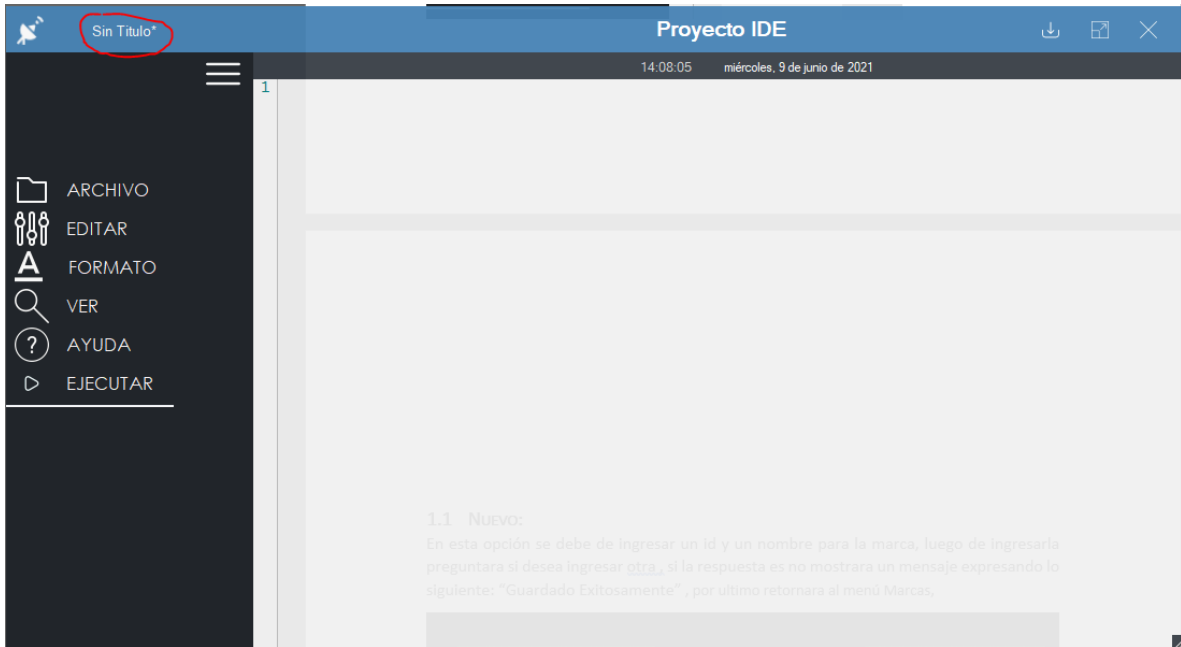 Sin Titulo*
Proyecto IDE
14:08:05 miércoles, 9 de junio de 2021
1
ARCHIVO
EDITAR
A FORMATO
VER
? AYUDA
EJECUTAR
1.1 NUEVO:
En esta opción se debe de ingresar un id y un nombre para la marca, luego de ingresarla
preguntara si desea ingresar otra , si la respuesta es no mostrara un mensaje expresando lo
siguiente: "Guardado Exitosamente" , por ultimo retornara al menú Marcas.